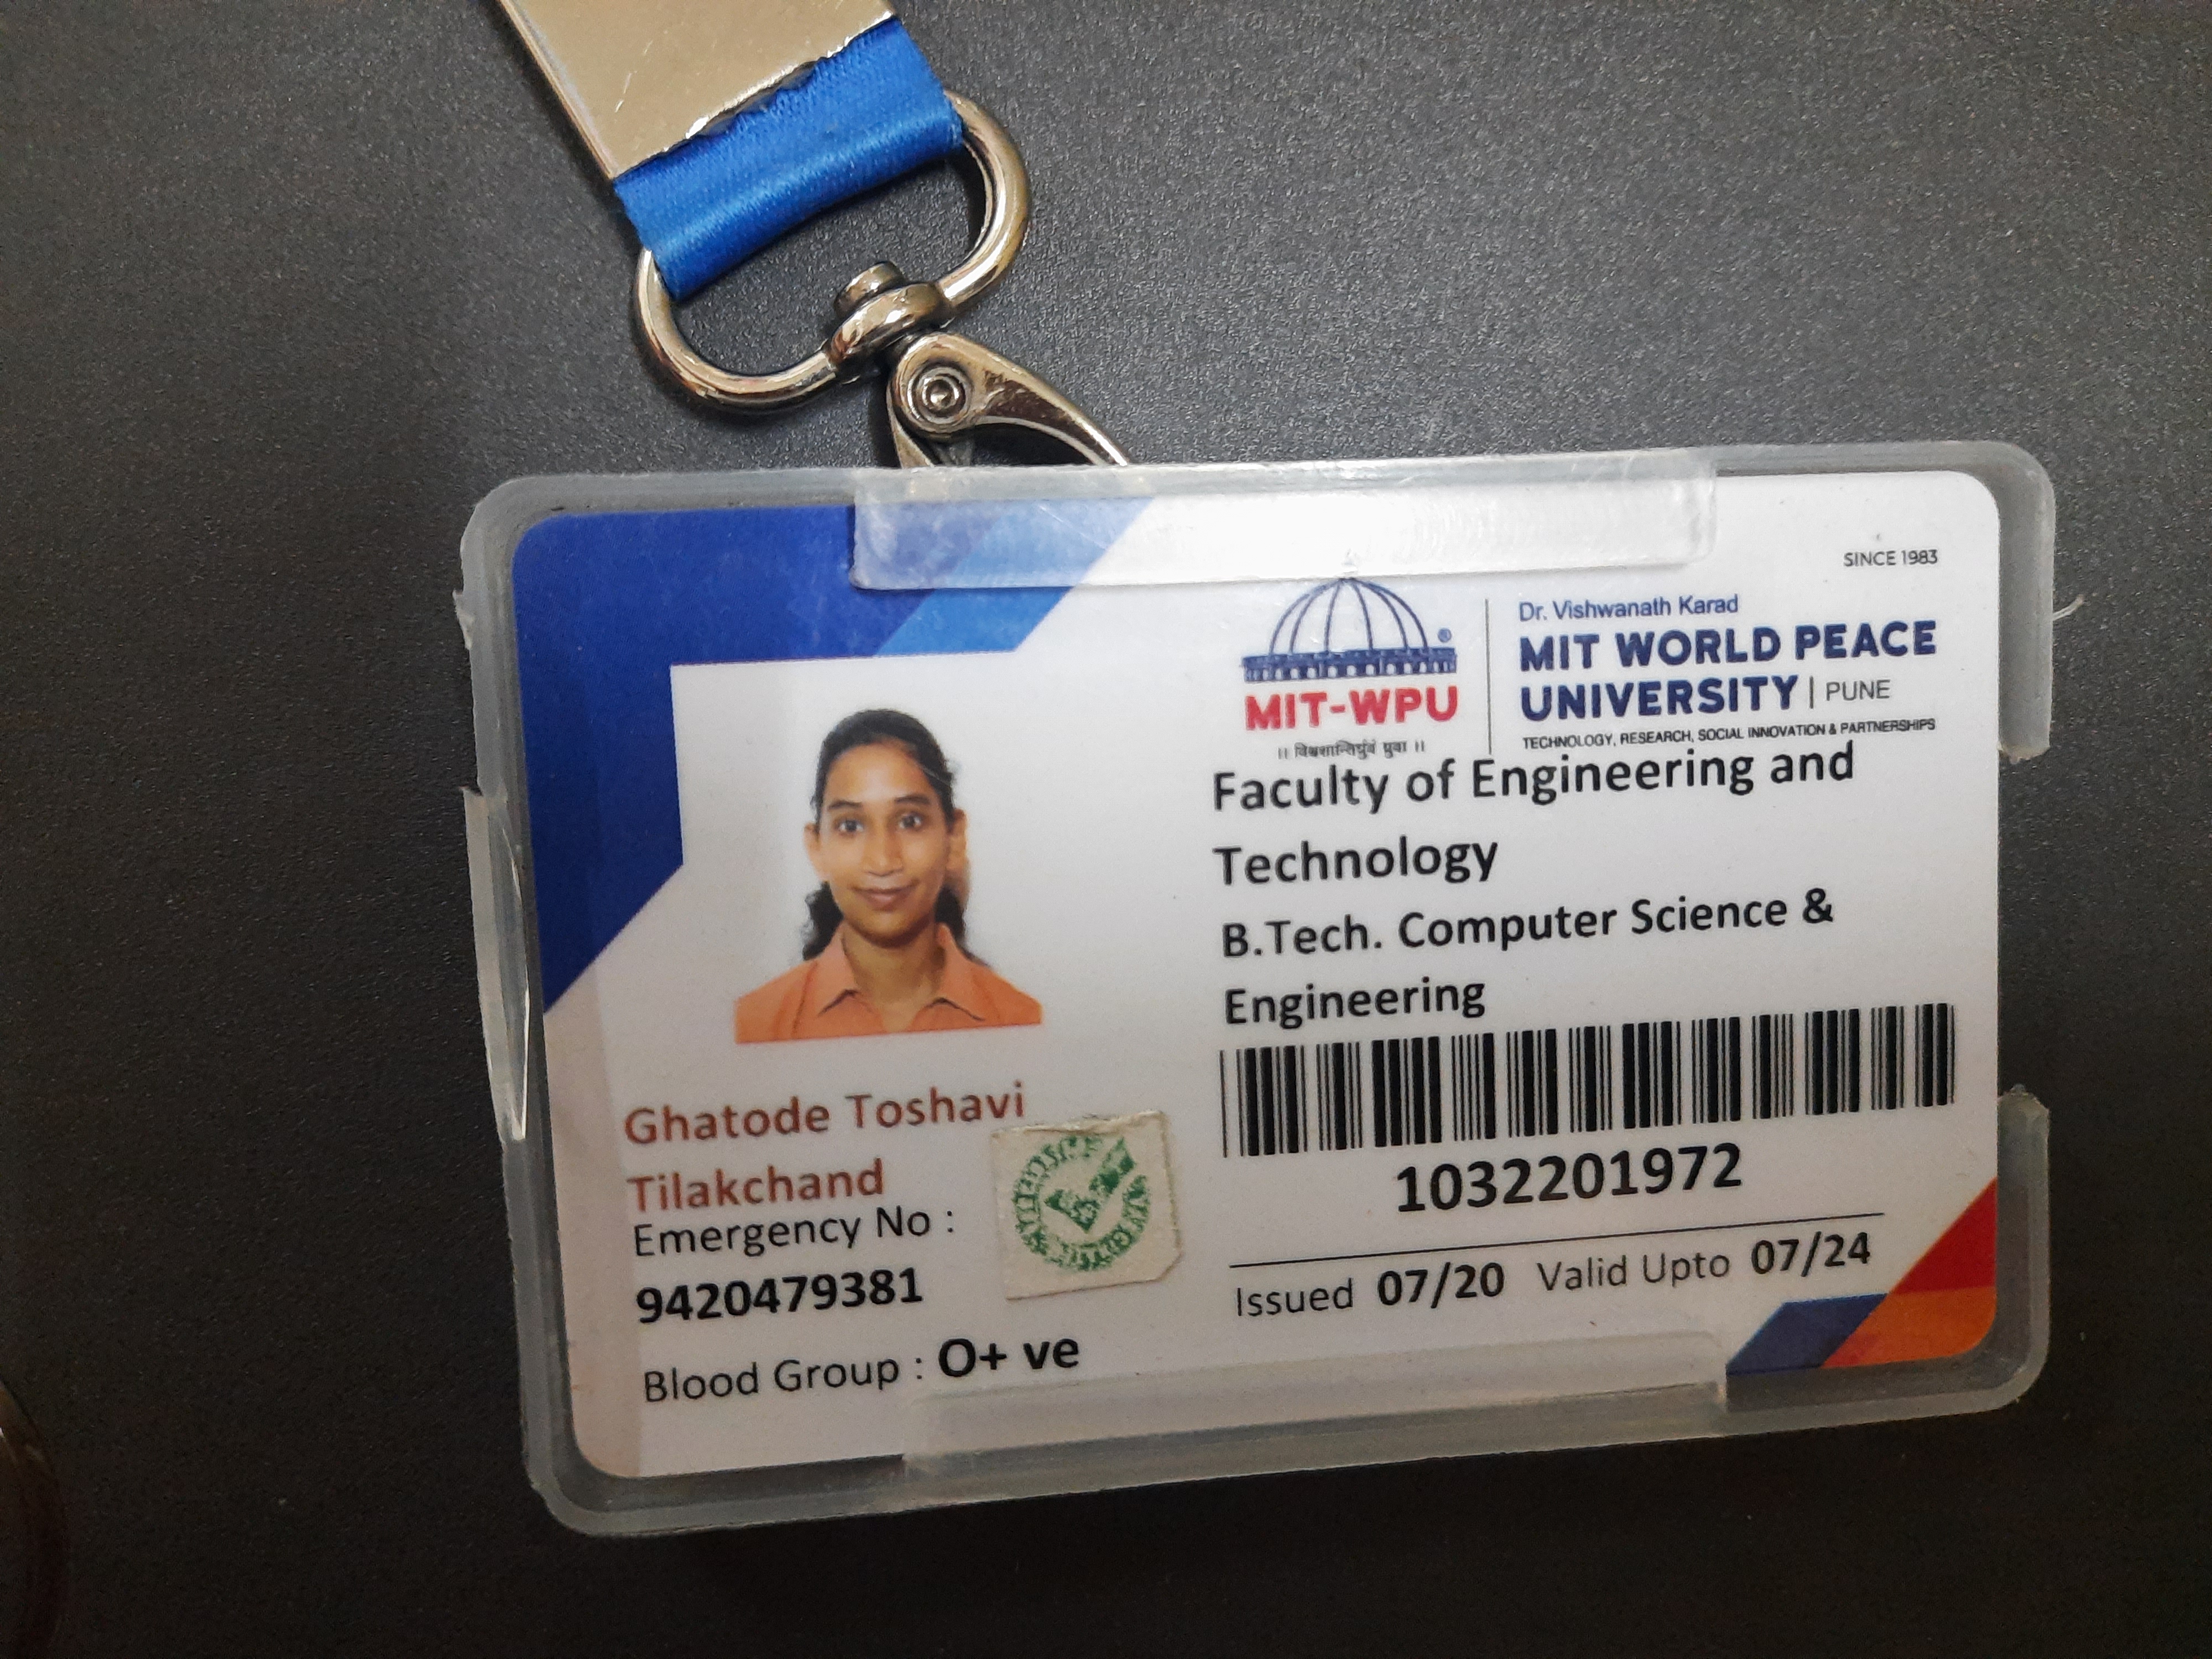 SINCE 1983
Dr. Vishwanath Karad
MIT WORLD PEACE
UNIVERSITY | PUNE
TECHNOLOGY, RESEARCH, SOCIAL INNOVATION & PARTNERSHIPS
®
MIT-WPU
Faculty of Engineering and
Technology
B.Tech. Computer Science &
Engineering
1032201972
Issued 07/20 Valid Upto 07/24
Ghatode Toshavi
Tilakchand
Emergency No :
9420479381
Blood Group : O+ ve